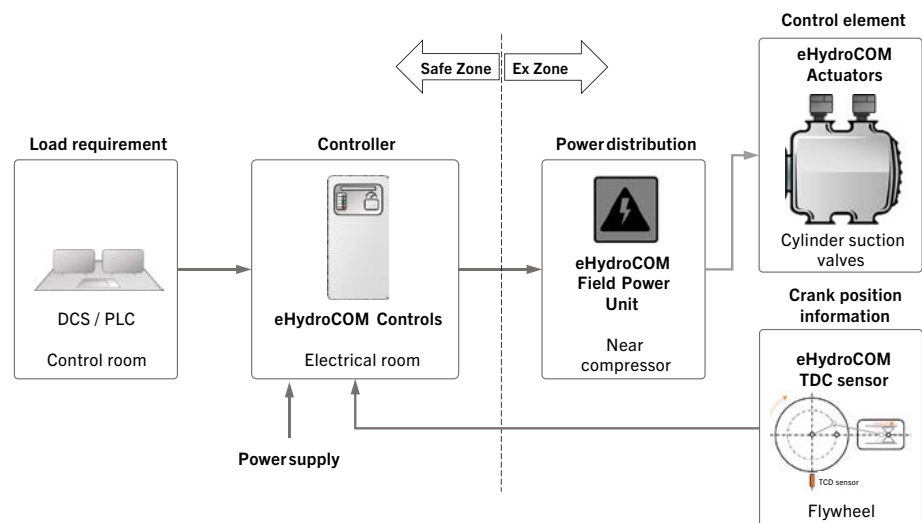 Control element
eHydroCOM
Actuators
Cylinder suction
valves
Safe Zone
Ex Zone
Load requirement
DCS / PLC
Control room
Controller
eHydroCOM Controls
Electrical room
Power supply
Power distribution
eHydroCOM
Field Power
Unit
Near
compressor
Crank position
information
eHydroCOM
TDC sensor
TCD sensor
Flywheel